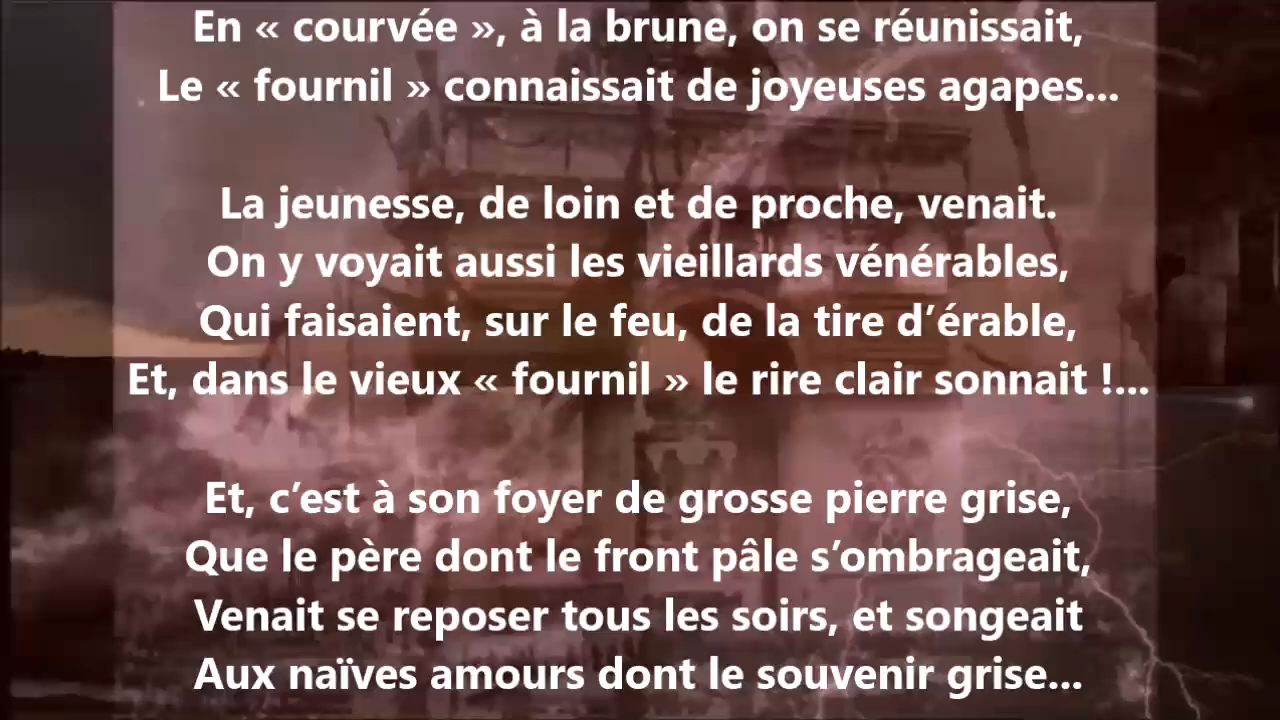 En « courvée », à la brune, on se réunissait,
Le « fournil » connaissait de joyeuses agapes...
La jeunesse, de loin et de proche, venait.
On y voyait aussi les vieillards vénérables,
Qui faisaient, sur le feu, de la tire d’érable,
Et, dans le vieux « fournil » le rire clair sonnait !...
Et, c’est à son foyer de grosse pierre grise,
Que le père dont le front pâle s’ombrageait,
Venait se reposer tous les soirs, et songeait
Aux naïves amours dont le souvenir grise...